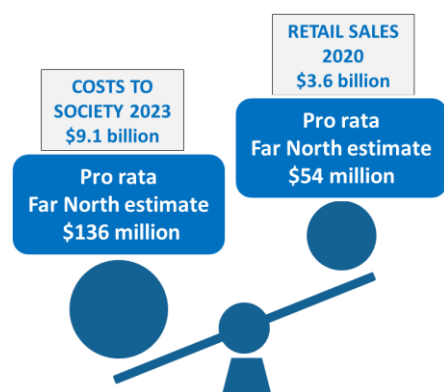 COSTS TO
SOCIETY 2023
$9.1 billion
Pro rata
Far North estimate
$136 million
RETAIL SALES
2020
$3.6 billion
Pro rata
Far North estimate
$54 million